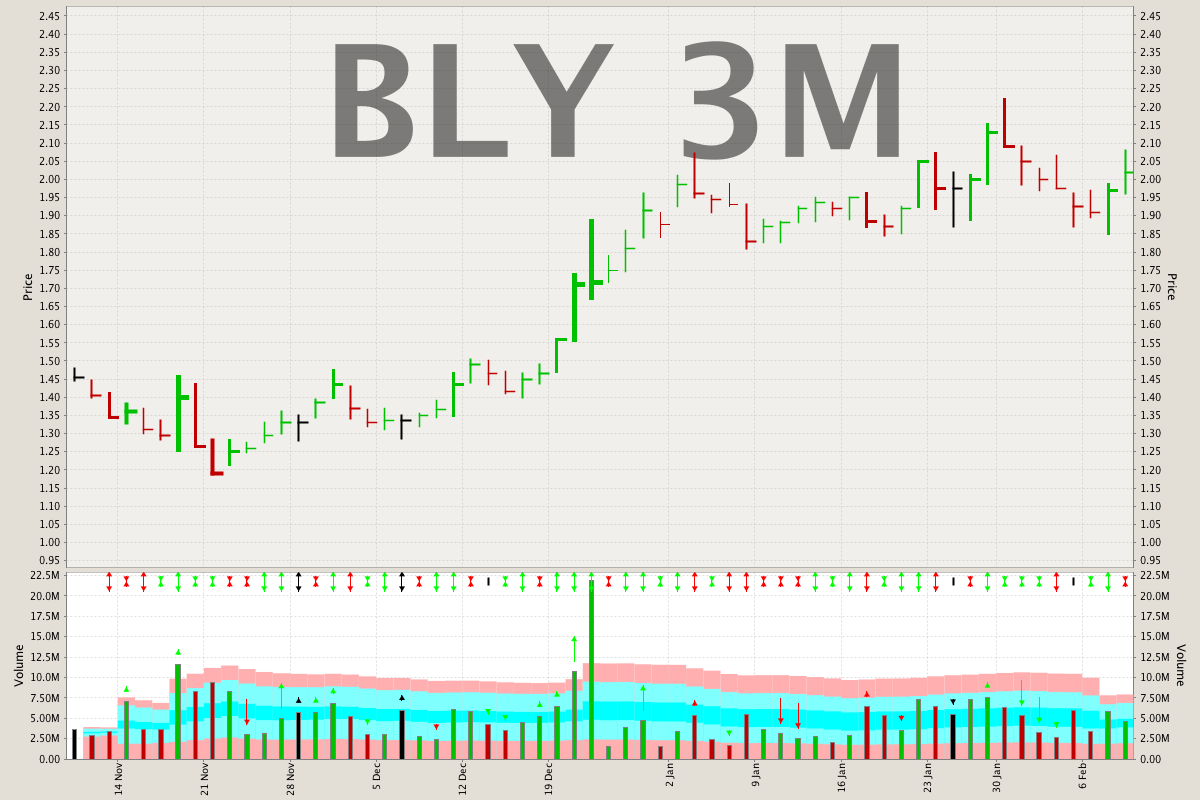 BLY 3M
2.45 2.45
2.40 2.40
2.35 2.35
2.30 2.30
2.25 2.25
2.20 2.20
2.15 2.15
2.10 2.10
2.05 2.05
2.00 2.00
1.95 1.95
1.90 1.90
1.85 1.85
1.80 1.80
1.75 1.75
1.70 1.70
1.65 1.65
1.60 1.60
1.55 1.55
1.50 1.50
1.45 1.45
1.40 1.40
1.35 1.35
1.30 1.30
1.25 1.25
1.20 1.20
1.15 1.15
1.10 1.10
1.05 1.05
1.00 1.00
0.95 0.95
Price Price
22.5M 22.5M
20.0M 20.0M
17.5M 17.5M
15.0M 15.0M
12.5M 12.5M
10.0M 10.0M
7.50M 7.50M
5.00M 5.00M
2.50M 2.50M
0.00 0.00
Volume Volume
14 Nov 21 Nov 28 Nov 5 Dec 12 Dec 19 Dec 2 Jan 9 Jan 16 Jan 23 Jan 30 Jan 6 Feb